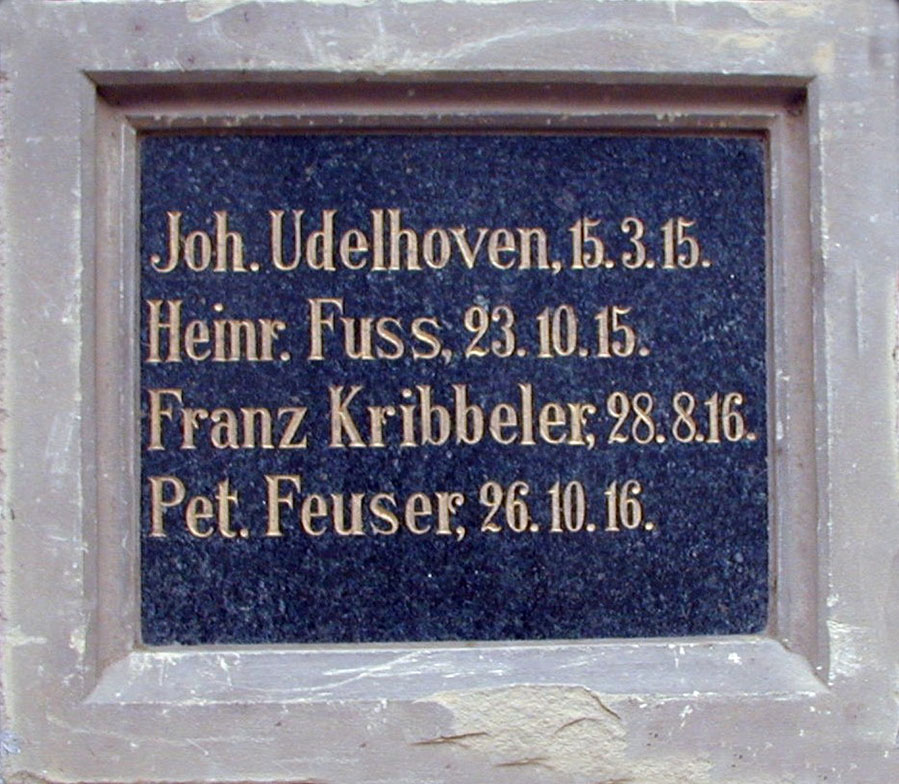 Joh. Udelhoven, 15.3.15.
Heinr. Fuss, 23.10.15.
Franz Kribbeler, 28.8.16.
Pet. Feuser, 26.10.16.